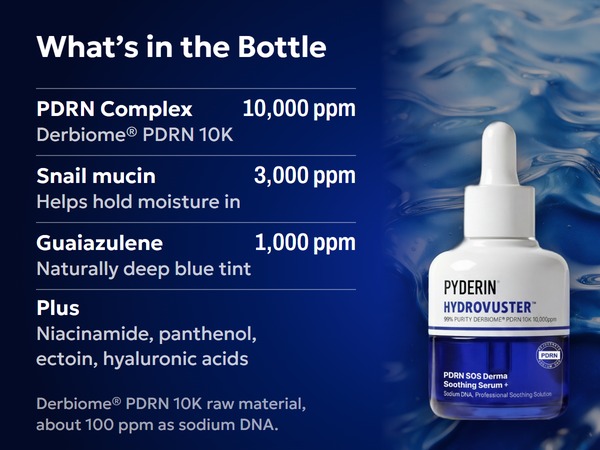 What's in the Bottle
PDRN Complex 10,000 ppm
Derbiome® PDRN 10K
Snail mucin 3,000 ppm
Helps hold moisture in
Guaiazulene 1,000 ppm
Naturally deep blue tint
Plus
Niacinamide, panthenol,
ectoin, hyaluronic acids
Derbiome® PDRN 10K raw material,
about 100 ppm as sodium DNA.
PYDERIN
HYDROVUSTER™
99% PURITY DERBIOME® PDRN 10K 10,000ppm
PDRN
PDRN SOS Derma
Soothing Serum +
Sodium DNA, Professional Soothing Solution